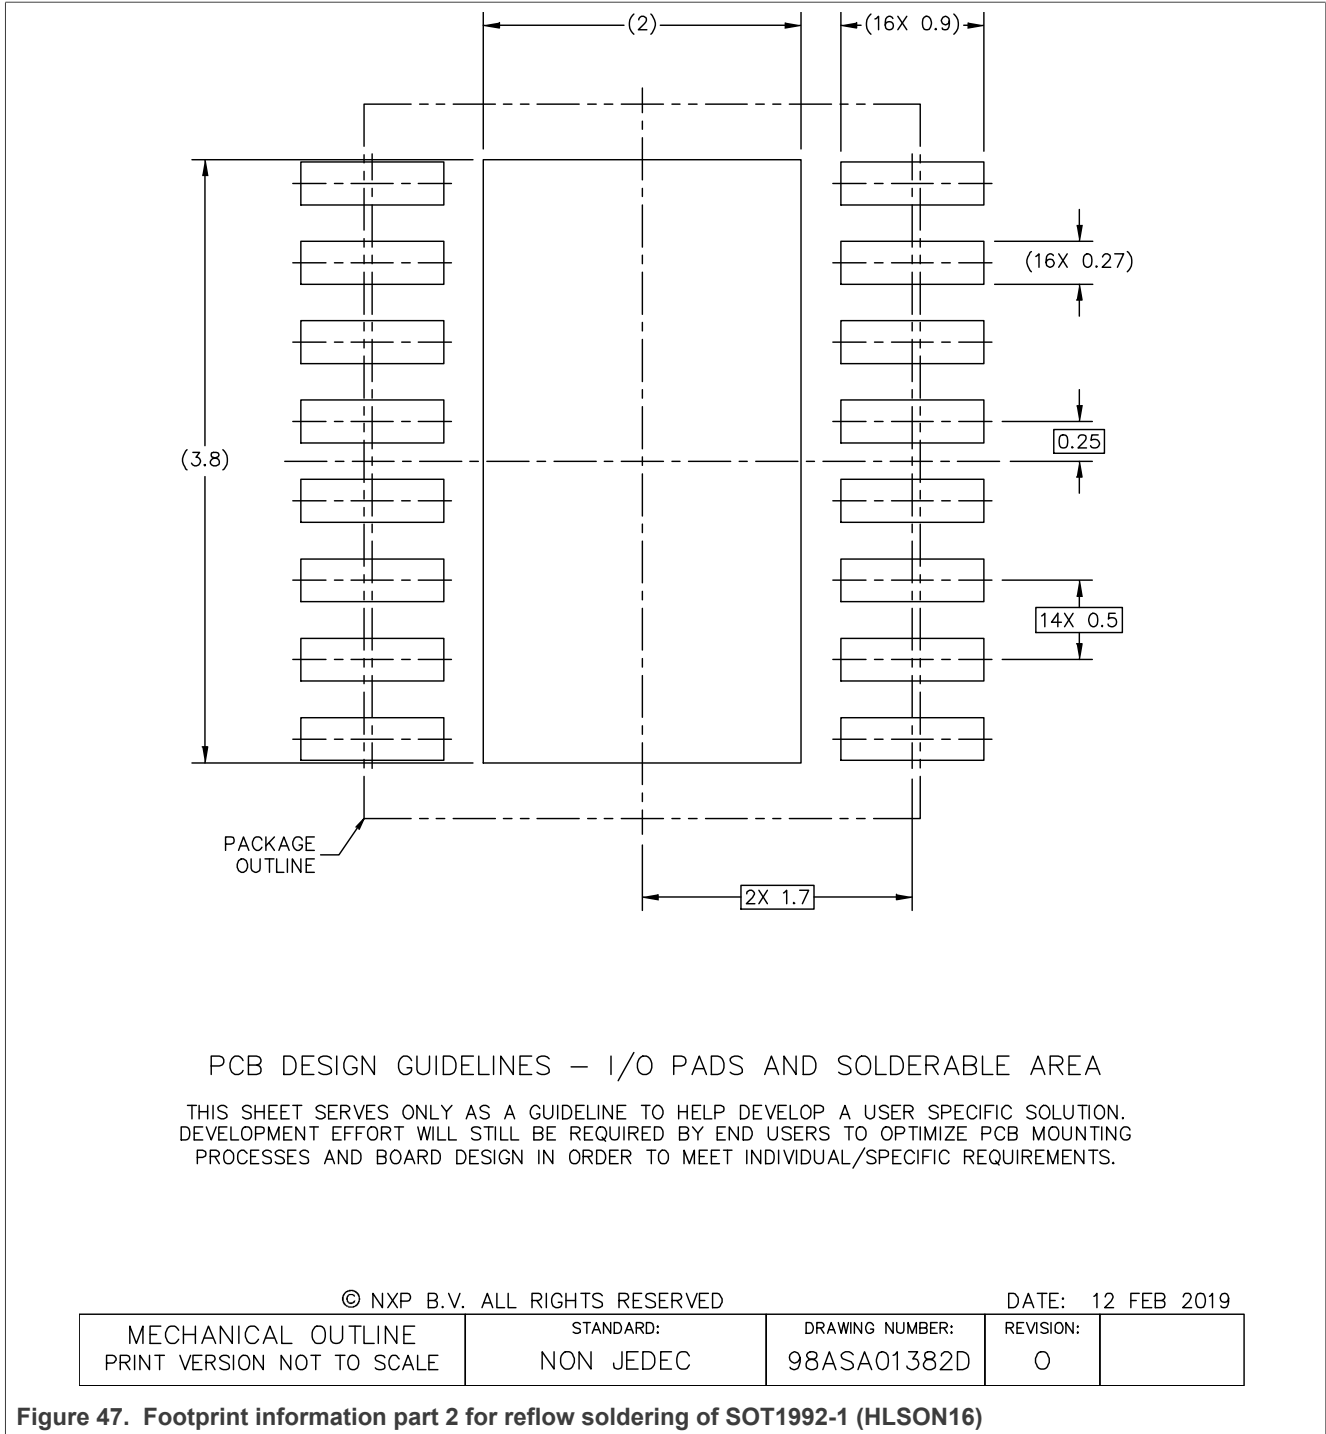 (2)
(16X 0.9)
(16X 0.27)
0.25
(3.8)
14X 0.5
PACKAGE
OUTLINE
2X 1.7
PCB DESIGN GUIDELINES – I/O PADS AND SOLDERABLE AREA
THIS SHEET SERVES ONLY AS A GUIDELINE TO HELP DEVELOP A USER SPECIFIC SOLUTION.
DEVELOPMENT EFFORT WILL STILL BE REQUIRED BY END USERS TO OPTIMIZE PCB MOUNTING
PROCESSES AND BOARD DESIGN IN ORDER TO MEET INDIVIDUAL/SPECIFIC REQUIREMENTS.
© NXP B.V. ALL RIGHTS RESERVED
DATE: 12 FEB 2019
MECHANICAL OUTLINE
PRINT VERSION NOT TO SCALE
STANDARD:
NON JEDEC
DRAWING NUMBER:
98ASA01382D
REVISION:
O
Figure 47. Footprint information part 2 for reflow soldering of SOT1992-1 (HLSON16)